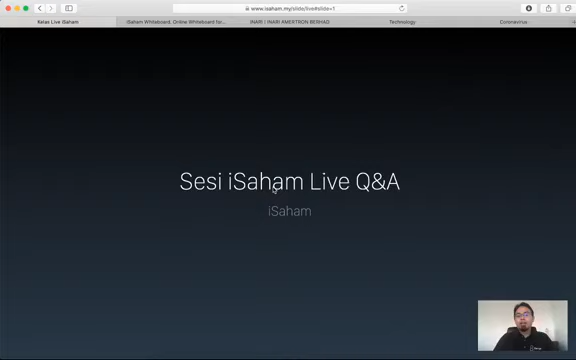 www.isaham.my/slide/live#slide=1
Kelas Live iSaham
iSaham Whiteboard, Online Whiteboard for...
INARI | INARI AMERTRON BERHAD
Technology
Coronavirus
Sesi iSaham Live Q&A
iSaham